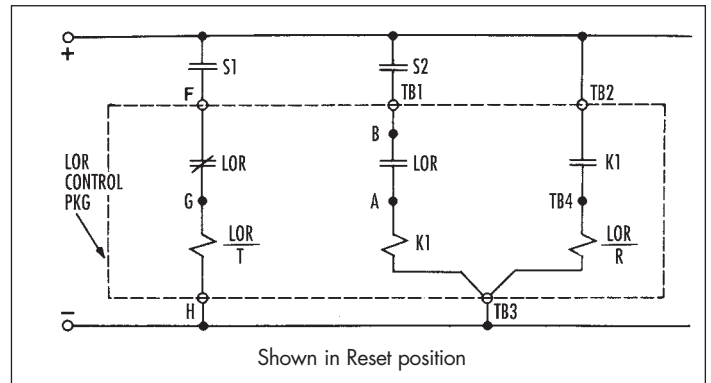 +
S1
S2
F
TB1
TB2
B
LOR
CONTROL
PKG
LOR
LOR
K1
G
A
TB4
LOR
T
K1
LOR
R
H
TB3
–
Shown in Reset position